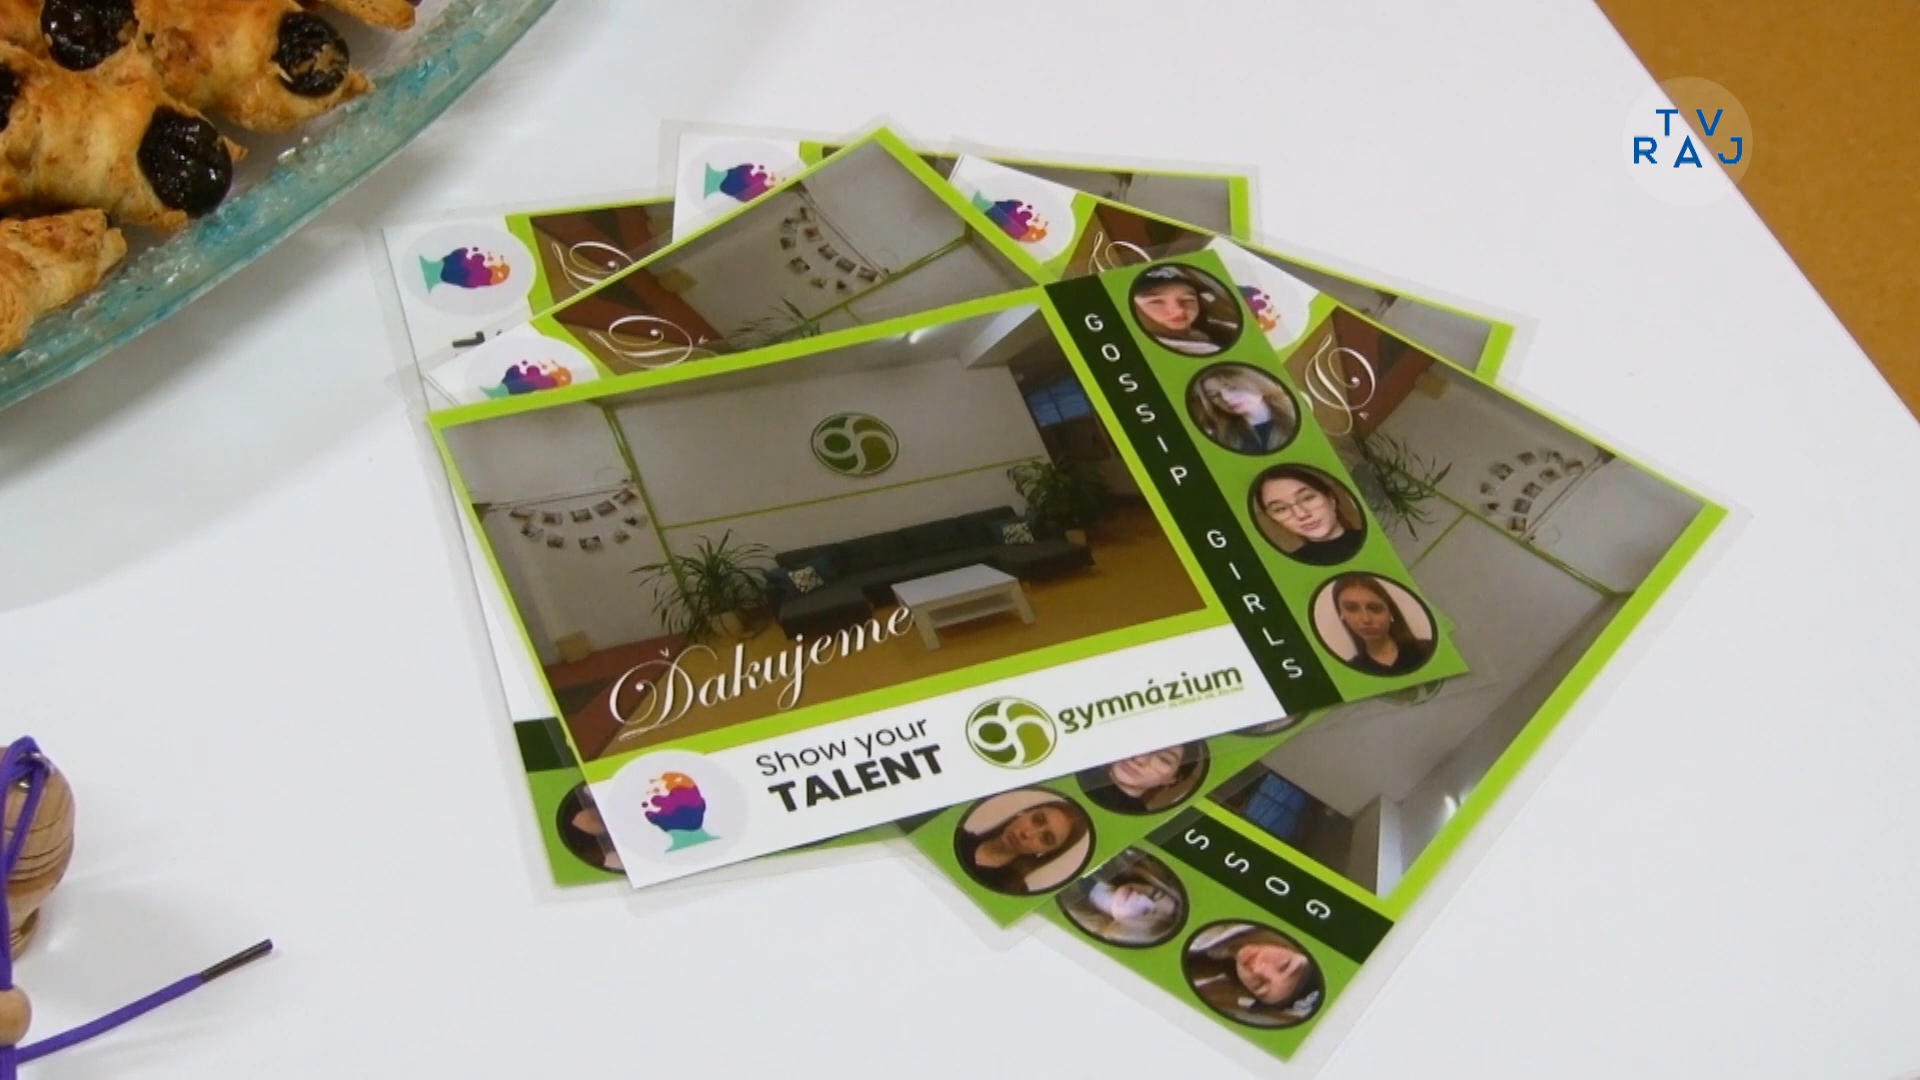 TV
RAJ
GOSSIP GIRLS
Ďakujeme
Show your
TALENT
gymnázium
GOSS